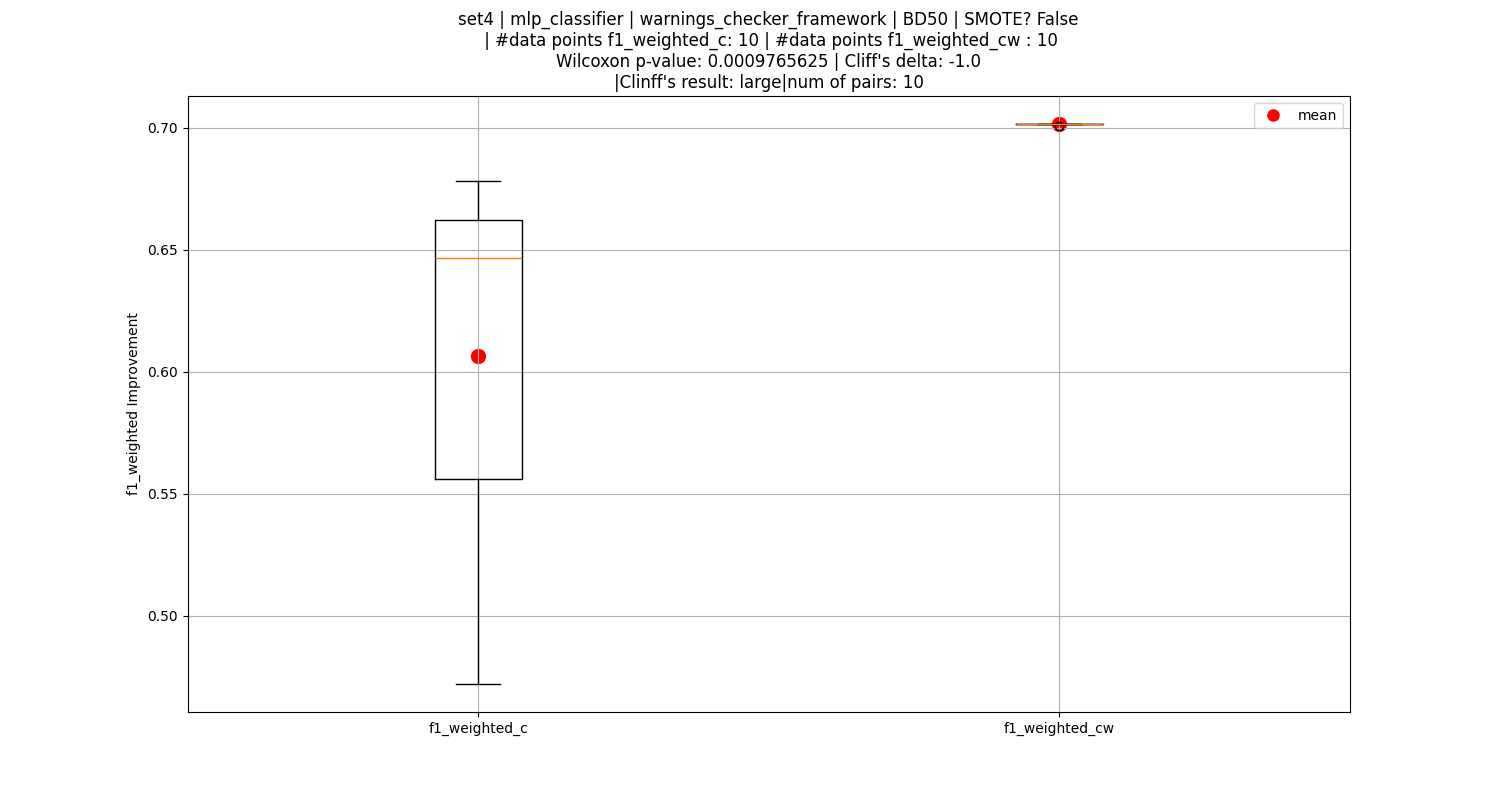 set4 | mlp_classifier | warnings_checker_framework | BD50 | SMOTE? False
| #data points f1_weighted_c: 10 | #data points f1_weighted_cw : 10
Wilcoxon p-value: 0.0009765625 | Cliff's delta: -1.0
|Clinff's result: large|num of pairs: 10
mean
0.70
0.65
0.60
0.55
0.50
f1_weighted Improvement
f1_weighted_c
f1_weighted_cw